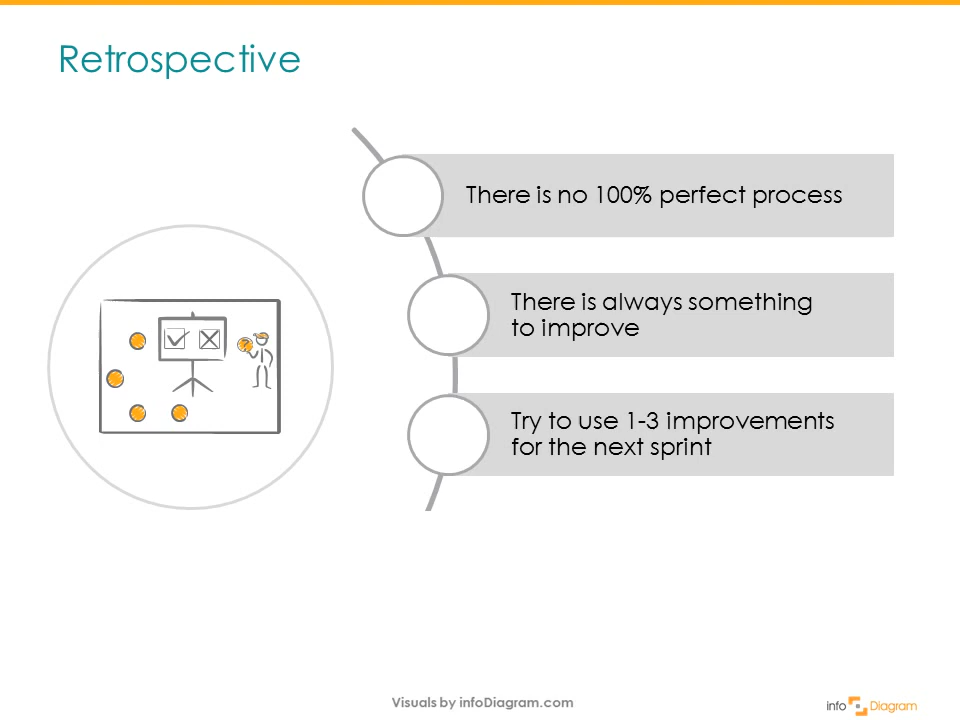 Retrospective
There is no 100% perfect process
There is always something
to improve
?
Try to use 1-3 improvements
for the next sprint
Visuals by infoDiagram.com
info Diagram